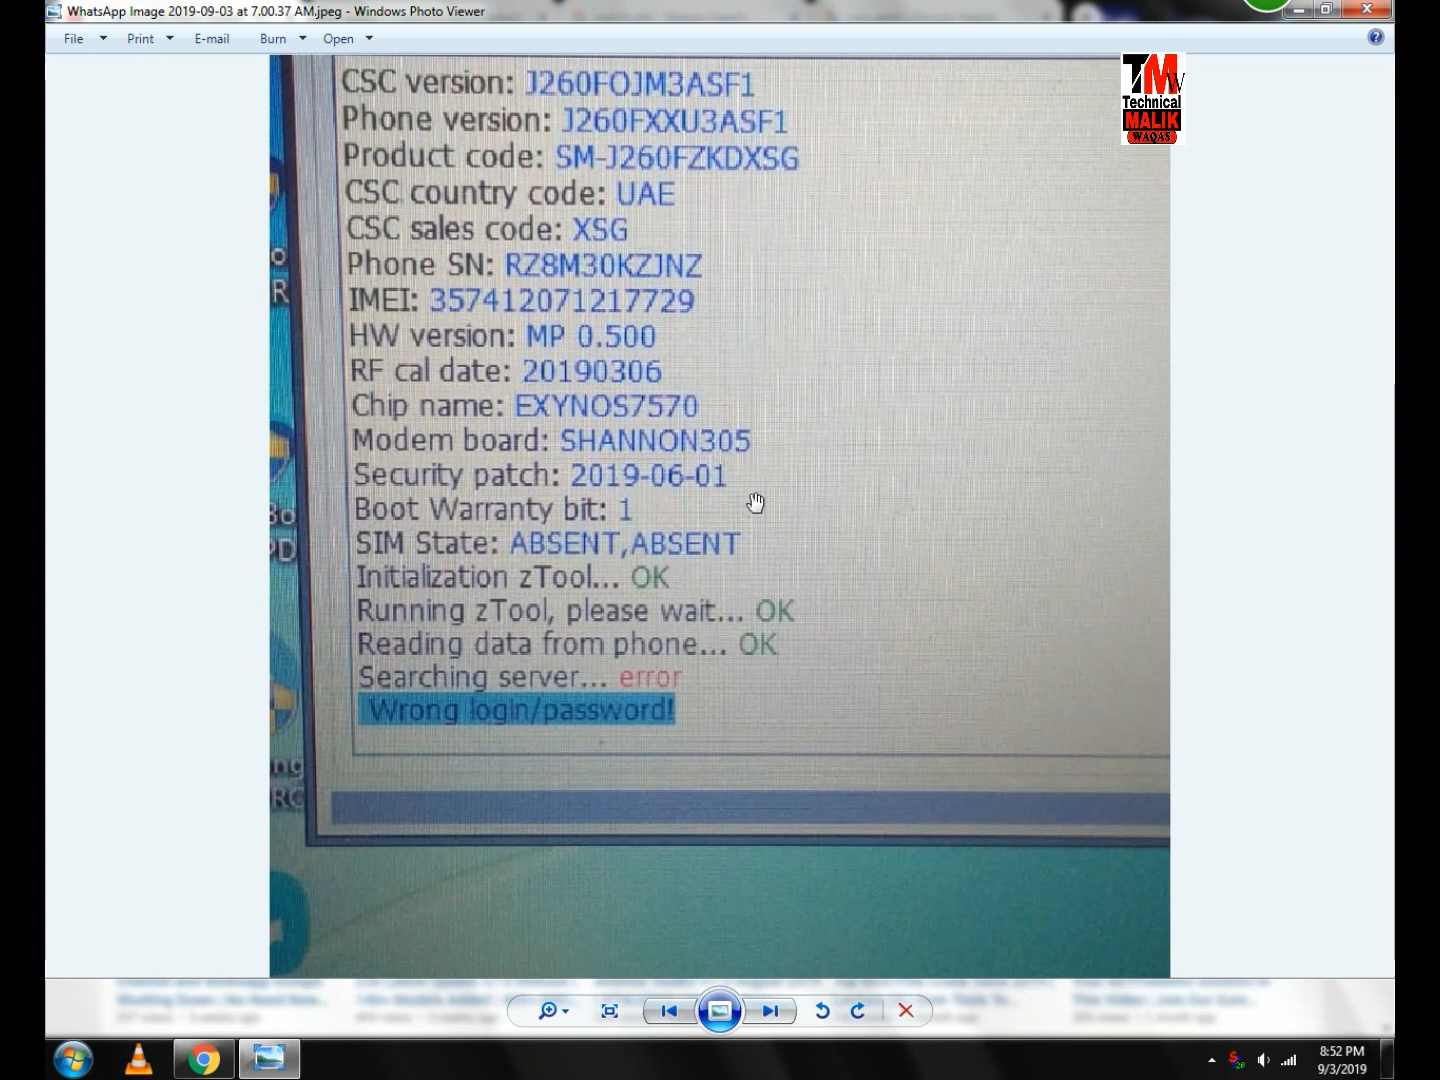 WhatsApp Image 2019-09-03 at 7.00.37 AM.jpeg - Windows Photo Viewer
File Print E-mail Burn Open
TMW
Technical
MALIK
WAQAS
CSC version: J260FOJM3ASF1
Phone version: J260FXXU3ASF1
Product code: SM-J260FZKDXSG
CSC country code: UAE
CSC sales code: XSG
Phone SN: RZ8M30KZJNZ
IMEI: 357412071217729
HW version: MP 0.500
RF cal date: 20190306
Chip name: EXYNOS7570
Modem board: SHANNON305
Security patch: 2019-06-01
Boot Warranty bit: 1
SIM State: ABSENT,ABSENT
Initialization zTool... OK
Running zTool, please wait... OK
Reading data from phone... OK
Searching server... error
Wrong login/password!
8:52 PM
9/3/2019